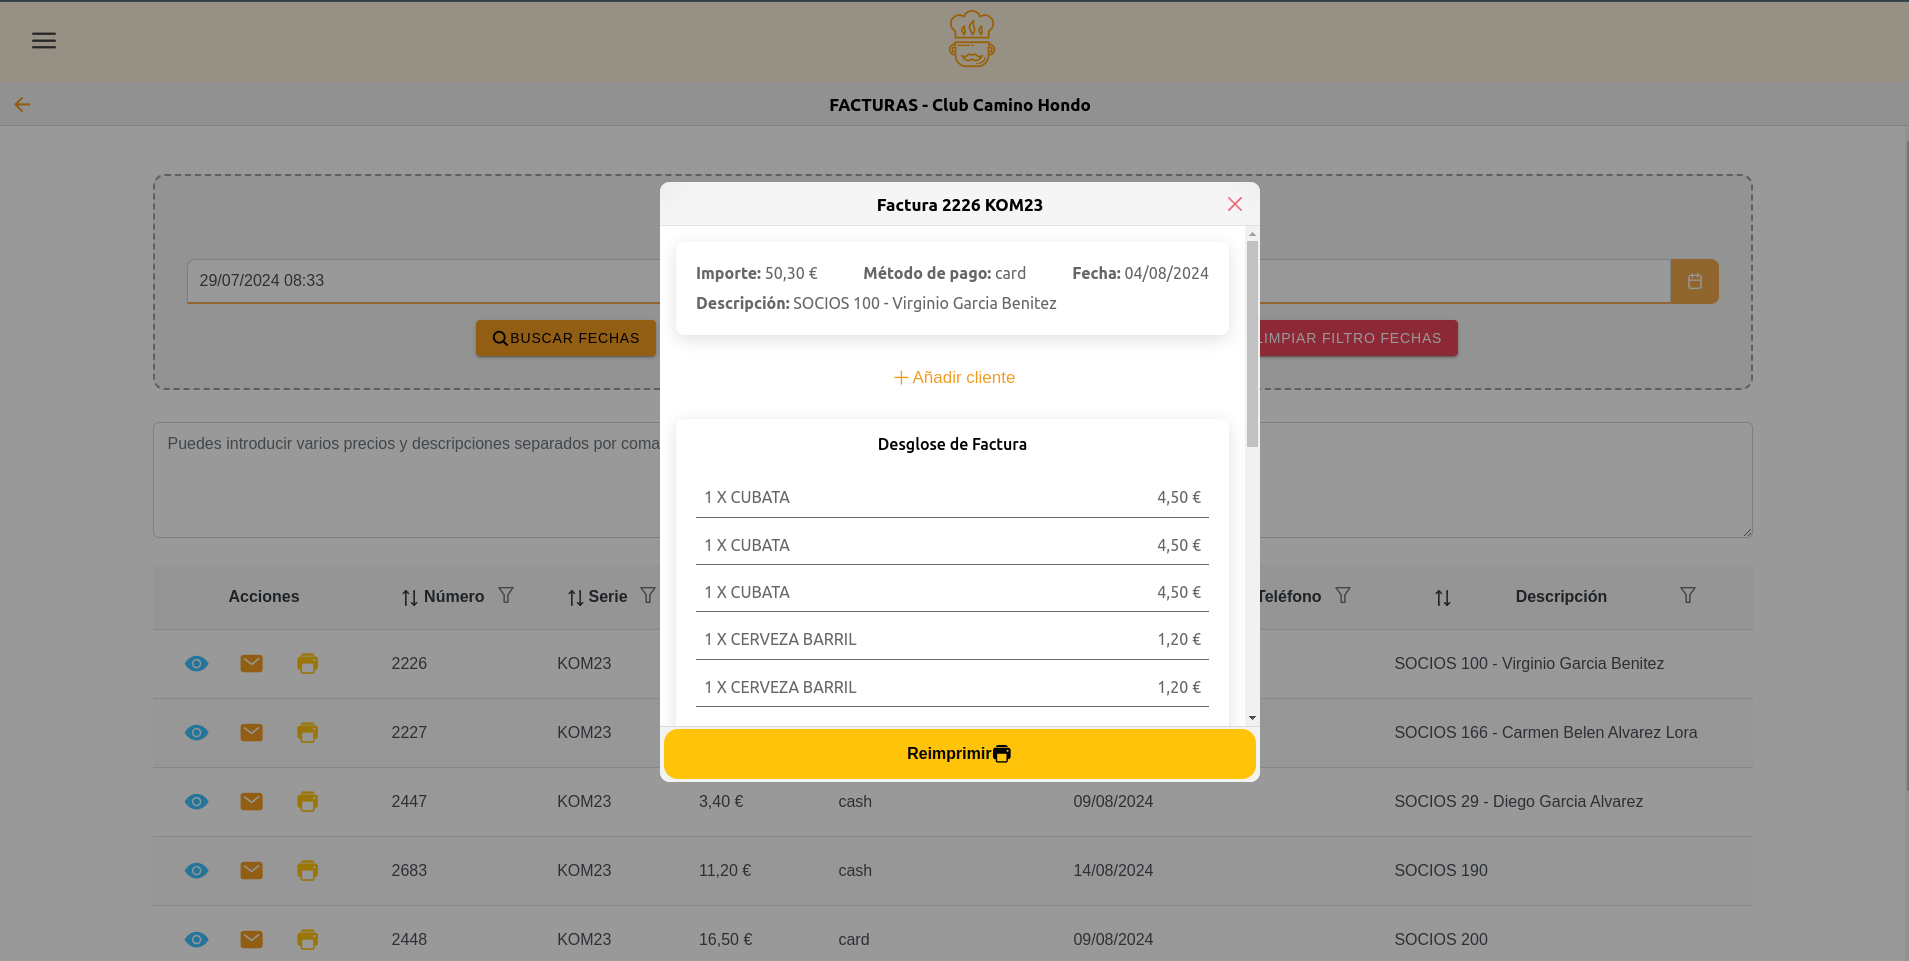 FACTURAS - Club Camino Hondo
Factura 2226 KOM23
Importe: 50,30 € Método de pago: card Fecha: 04/08/2024
Descripción: SOCIOS 100 - Virginio Garcia Benitez
Añadir cliente
Desglose de Factura
1 X CUBATA 4,50 €
1 X CUBATA 4,50 €
1 X CUBATA 4,50 €
1 X CERVEZA BARRIL 1,20 €
1 X CERVEZA BARRIL 1,20 €
Reimprimir
29/07/2024 08:33
BUSCAR FECHAS LIMPIAR FILTRO FECHAS
Puedes introducir varios precios y descripciones separados por coma
Acciones Número Serie Teléfono Descripción
2226 KOM23 SOCIOS 100 - Virginio Garcia Benitez
2227 KOM23 SOCIOS 166 - Carmen Belen Alvarez Lora
2447 KOM23 3,40 € cash 09/08/2024 SOCIOS 29 - Diego Garcia Alvarez
2683 KOM23 11,20 € cash 14/08/2024 SOCIOS 190
2448 KOM23 16,50 € card 09/08/2024 SOCIOS 200